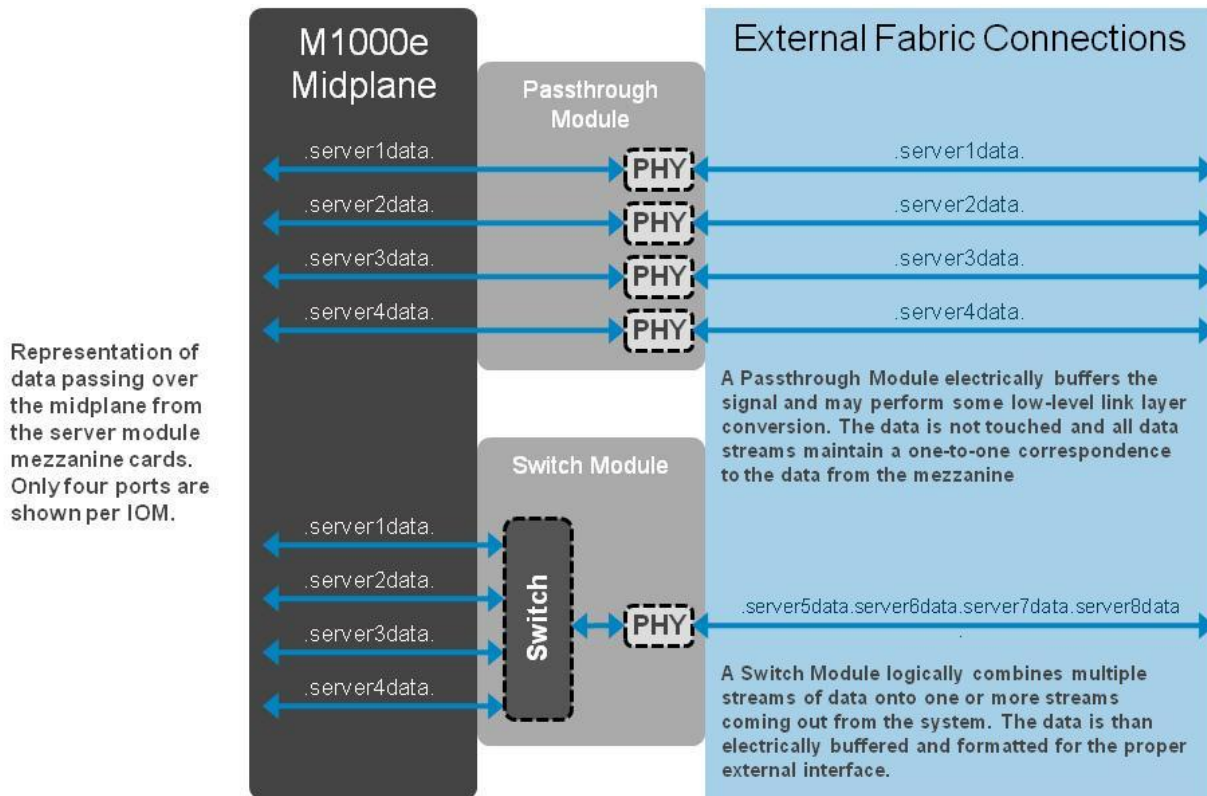 M1000e
Midplane
External Fabric Connections
Passthrough
Module
.server1data.
PHY
.server1data.
.server2data.
PHY
.server2data.
.server3data.
PHY
.server3data.
.server4data.
PHY
.server4data.
Representation of
data passing over
the midplane from
the server module
mezzanine cards.
Only four ports are
shown per IOM.
A Passthrough Module electrically buffers the
signal and may perform some low-level link layer
conversion. The data is not touched and all data
streams maintain a one-to-one correspondence
to the data from the mezzanine
Switch Module
.server1data.
.server2data.
.server3data.
.server4data.
Switch
PHY
.server5data.server6data.server7data.server8data
.
A Switch Module logically combines multiple
streams of data onto one or more streams
coming out from the system. The data is than
electrically buffered and formatted for the proper
external interface.